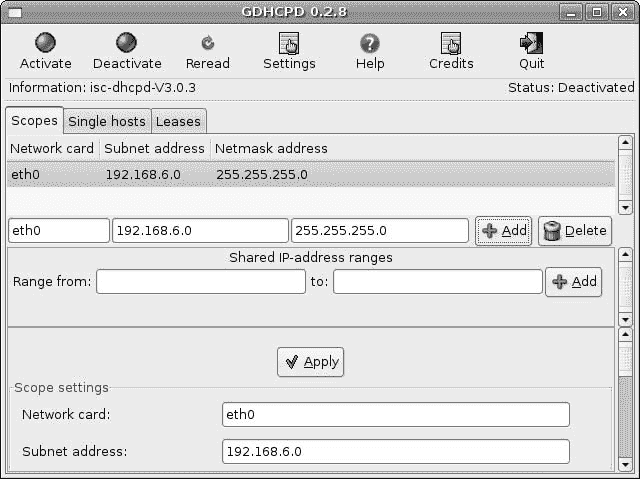 GDHCPD 0.2.8
Activate Deactivate Reread Settings Help Credits Quit
Information: isc-dhcpd-V3.0.3 Status: Deactivated
Scopes Single hosts Leases
Network card Subnet address Netmask address
eth0 192.168.6.0 255.255.255.0
eth0 192.168.6.0 255.255.255.0 Add Delete
Shared IP-address ranges
Range from: to: Add
Apply
Scope settings
Network card: eth0
Subnet address: 192.168.6.0